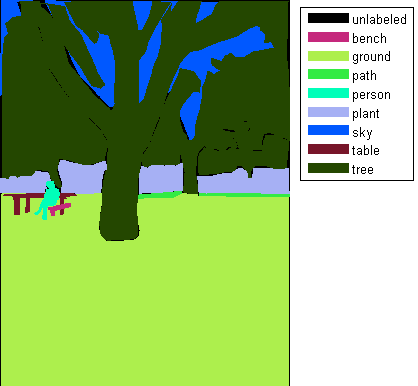 unlabeled
bench
ground
path
person
plant
sky
table
tree